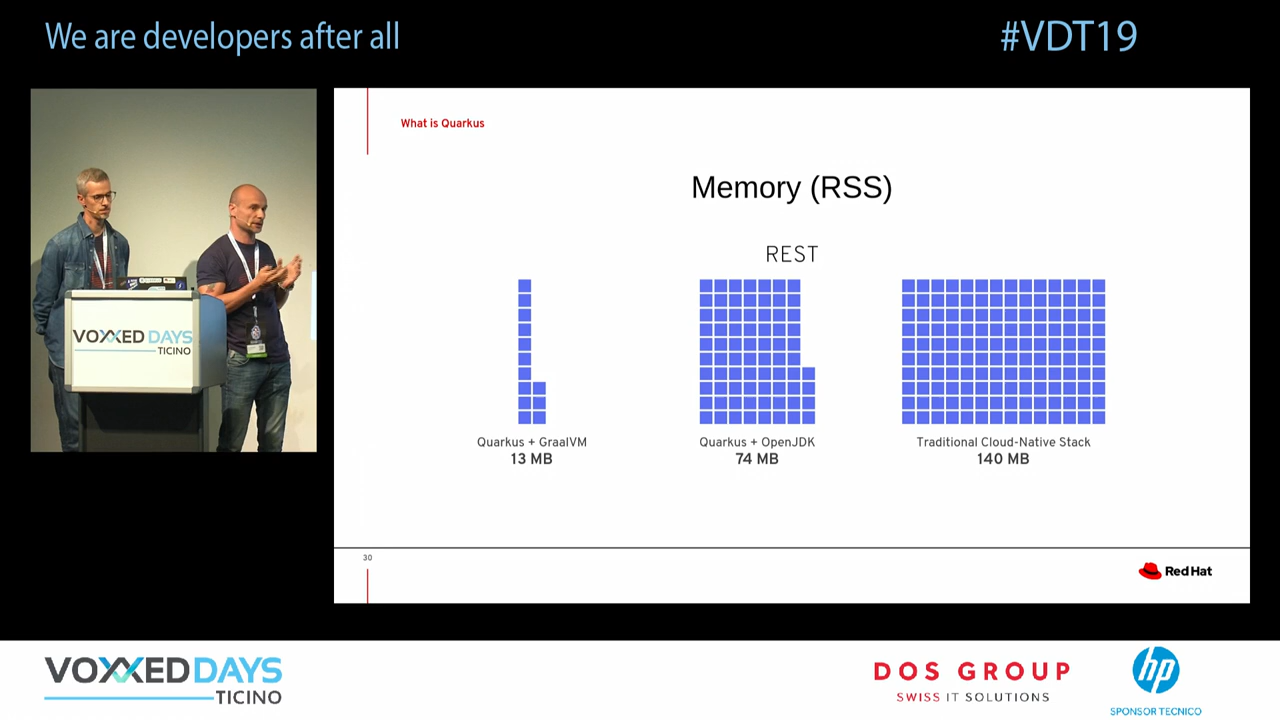 We are developers after all
#VDT19
What is Quarkus
Memory (RSS)
REST
Quarkus + GraalVM
13 MB
Quarkus + OpenJDK
74 MB
Traditional Cloud-Native Stack
140 MB
30
Red Hat
VOXXED DAYS
TICINO
VOXXED DAYS
TICINO
DOS GROUP
SWISS IT SOLUTIONS
hp
SPONSOR TECNICO